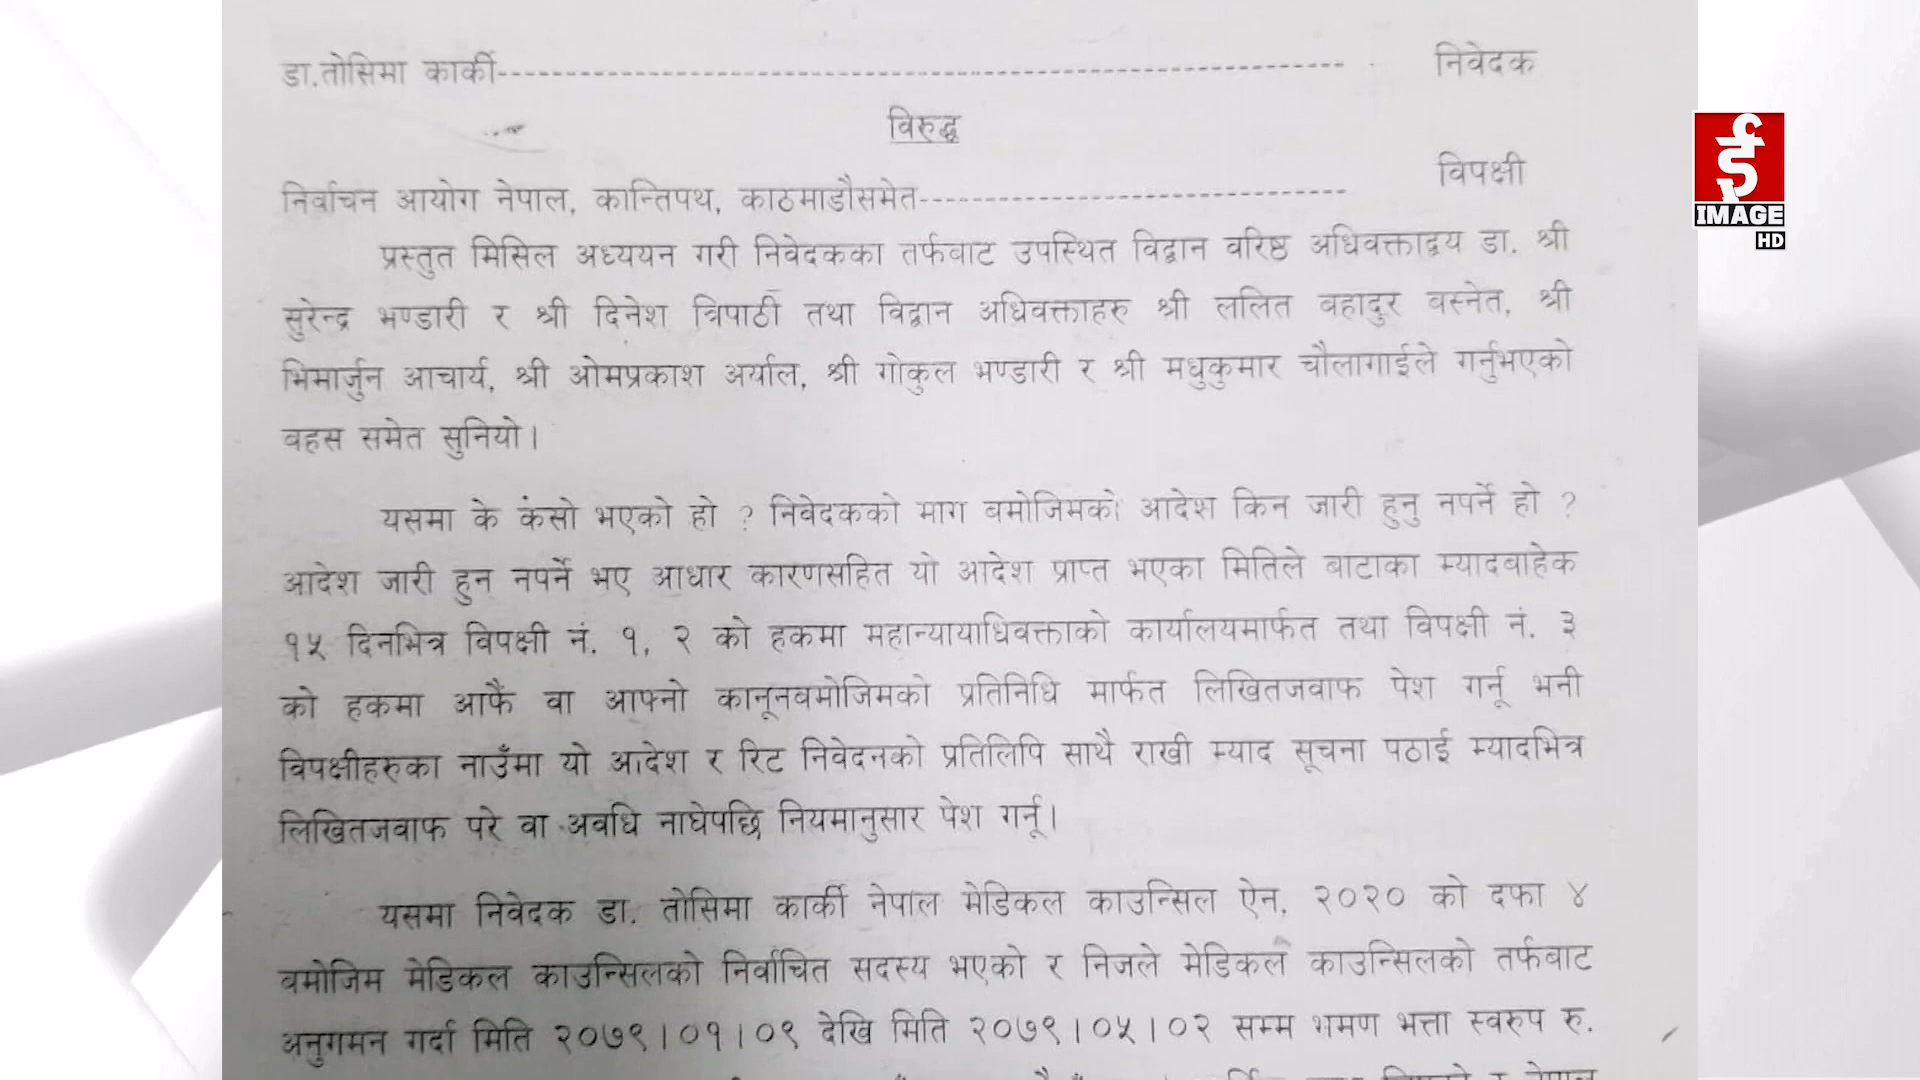 डा.तोसिमा कार्की------------------------------------------------------------------------ निवेदक
विरुद्ध
निर्वाचन आयोग नेपाल, कान्तिपथ, काठमाडौसमेत------------------------------------ विपक्षी
प्रस्तुत मिसिल अध्ययन गरी निवेदकका तर्फबाट उपस्थित विद्वान वरिष्ठ अधिवक्ताद्वय डा. श्री
सुरेन्द्र भण्डारी र श्री दिनेश त्रिपाठी तथा विद्वान अधिवक्ताहरु श्री ललित बहादुर बस्नेत, श्री
भिमार्जुन आचार्य, श्री ओमप्रकाश अर्याल, श्री गोकुल भण्डारी र श्री मधुकुमार चौलागाईले गर्नुभएको
बहस समेत सुनियो।
यसमा के कसो भएको हो ? निवेदकको माग बमोजिमको आदेश किन जारी हुनु नपर्ने हो ?
आदेश जारी हुन नपर्ने भए आधार कारणसहित यो आदेश प्राप्त भएका मितिले बाटाका म्यादबाहेक
१५ दिनभित्र विपक्षी नं. १, २ को हकमा महान्यायाधिवक्ताको कार्यालयमार्फत तथा विपक्षी नं. ३
को हकमा आफै वा आफ्नो कानूनबमोजिमको प्रतिनिधि मार्फत लिखितजवाफ पेश गर्नू भनी
विपक्षीहरुका नाउँमा यो आदेश र रिट निवेदनको प्रतिलिपि साथै राखी म्याद सूचना पठाई म्यादभित्र
लिखितजवाफ परे वा अवधि नाघेपछि नियमानुसार पेश गर्नू।
यसमा निवेदक डा. तोसिमा कार्की नेपाल मेडिकल काउन्सिल ऐन, २०२० को दफा ४
बमोजिम मेडिकल काउन्सिलको निर्वाचित सदस्य भएको र निजले मेडिकल काउन्सिलको तर्फबाट
अनुगमन गर्दा मिति २०७९।०१।०९ देखि मिति २०७९।०५।०२ सम्म भ्रमण भत्ता स्वरुप रु.
IMAGE
HD